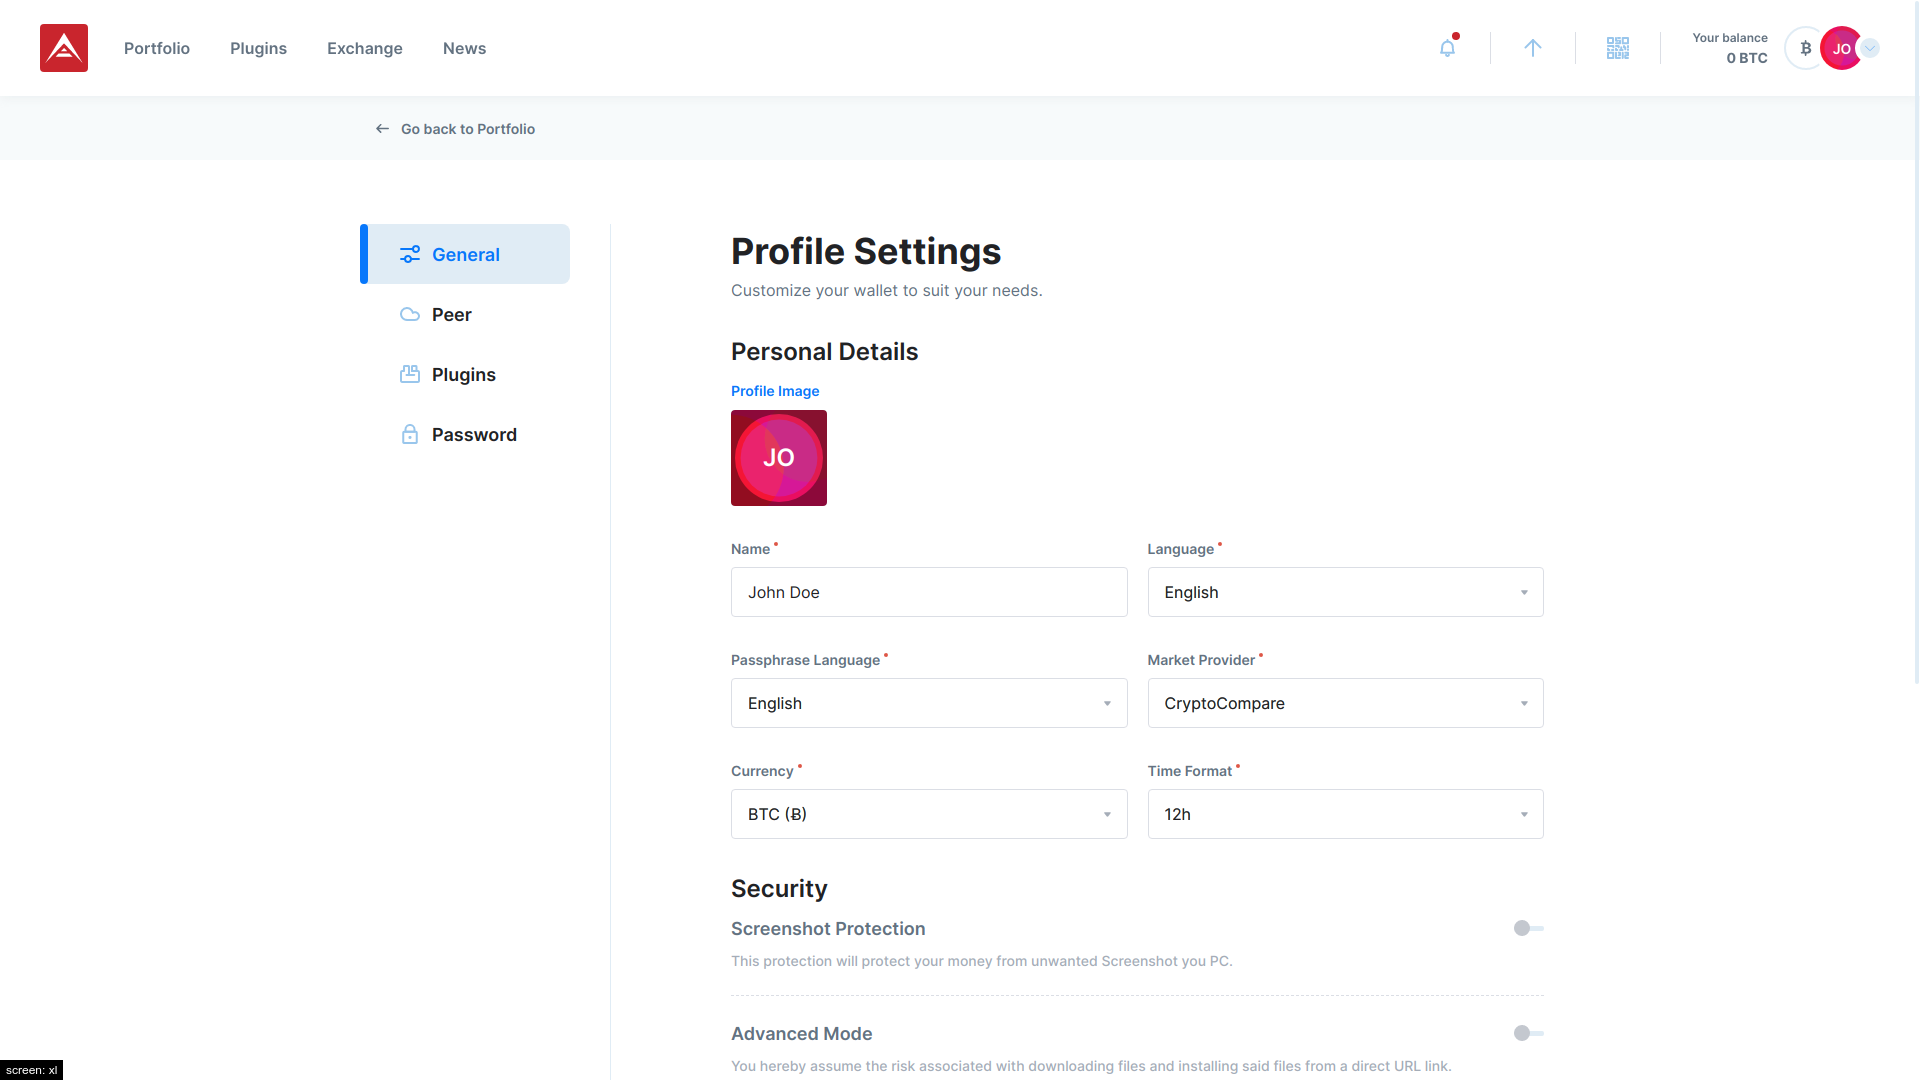 Portfolio
Plugins
Exchange
News
Your balance
0 BTC
JO
Go back to Portfolio
General
Peer
Plugins
Password
Profile Settings
Customize your wallet to suit your needs.
Personal Details
Profile Image
JO
Name *
Language *
John Doe
English
Passphrase Language *
Market Provider *
English
CryptoCompare
Currency *
Time Format *
BTC (Ƀ)
12h
Security
Screenshot Protection
This protection will protect your money from unwanted Screenshot you PC.
Advanced Mode
You hereby assume the risk associated with downloading files and installing said files from a direct URL link.
screen: xl